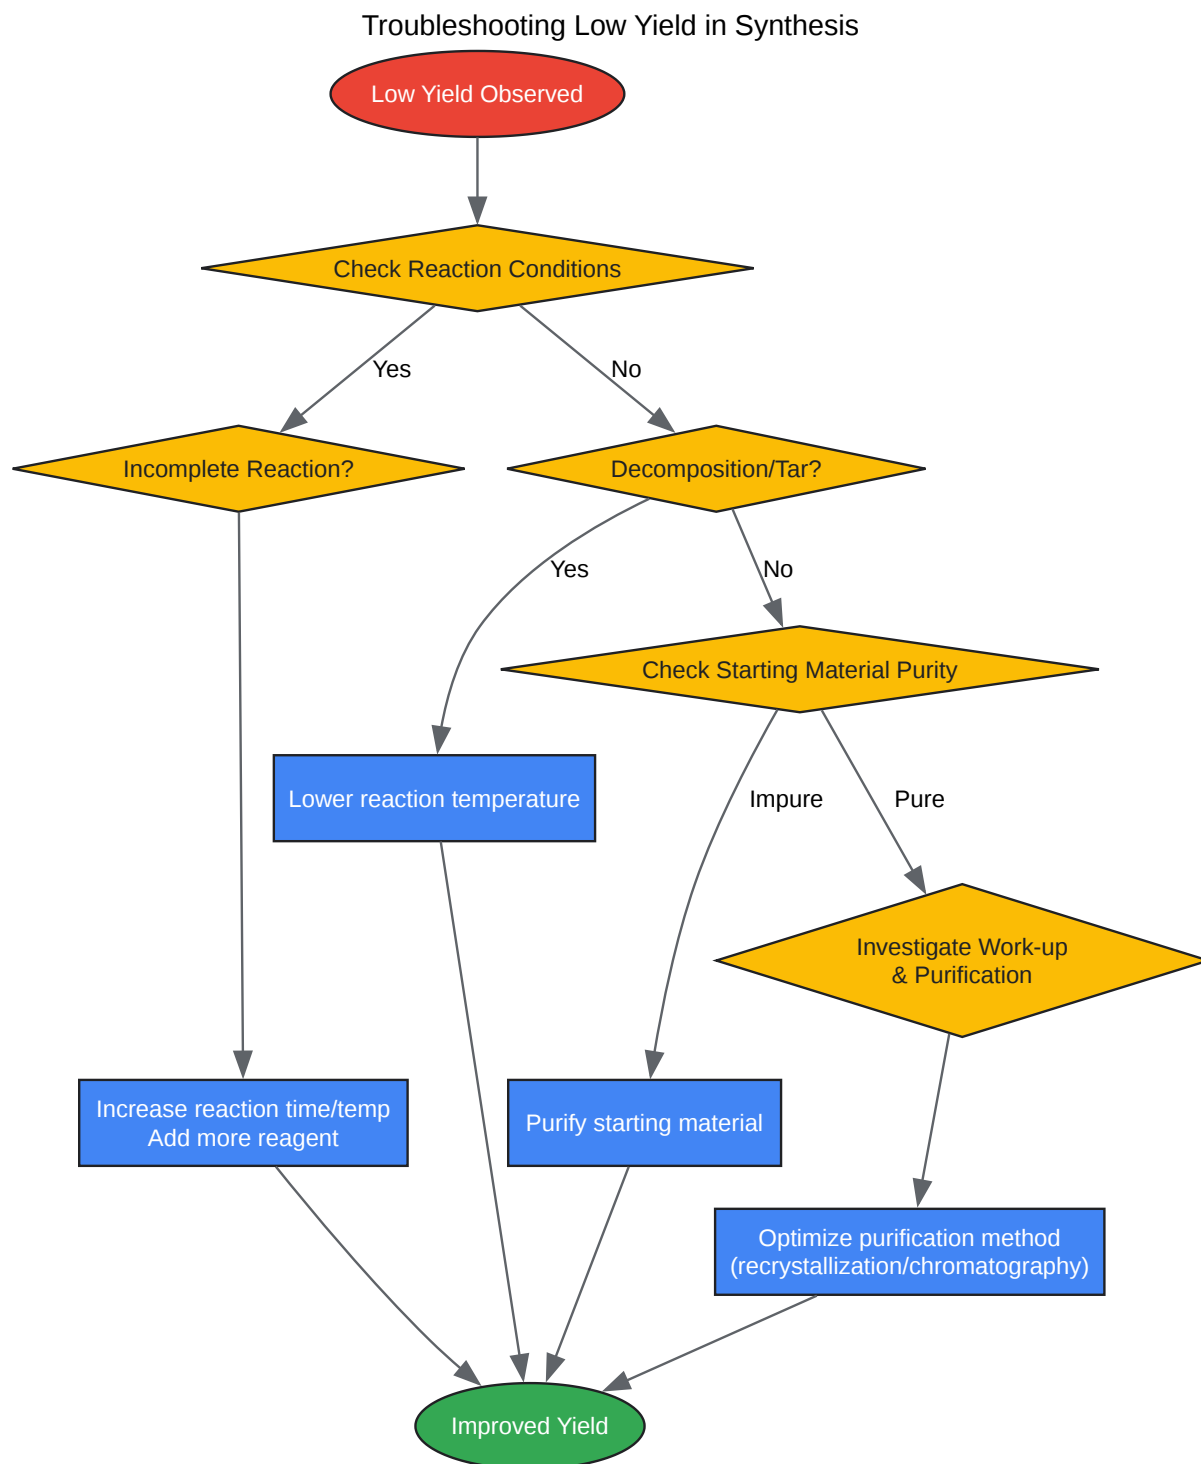 Troubleshooting Low Yield in Synthesis
Low Yield Observed
Check Reaction Conditions
Yes
No
Incomplete Reaction?
Decomposition/Tar?
Yes
No
Check Starting Material Purity
Lower reaction temperature
Impure
Pure
Investigate Work-up
& Purification
Increase reaction time/temp
Add more reagent
Purify starting material
Optimize purification method
(recrystallization/chromatography)
Improved Yield